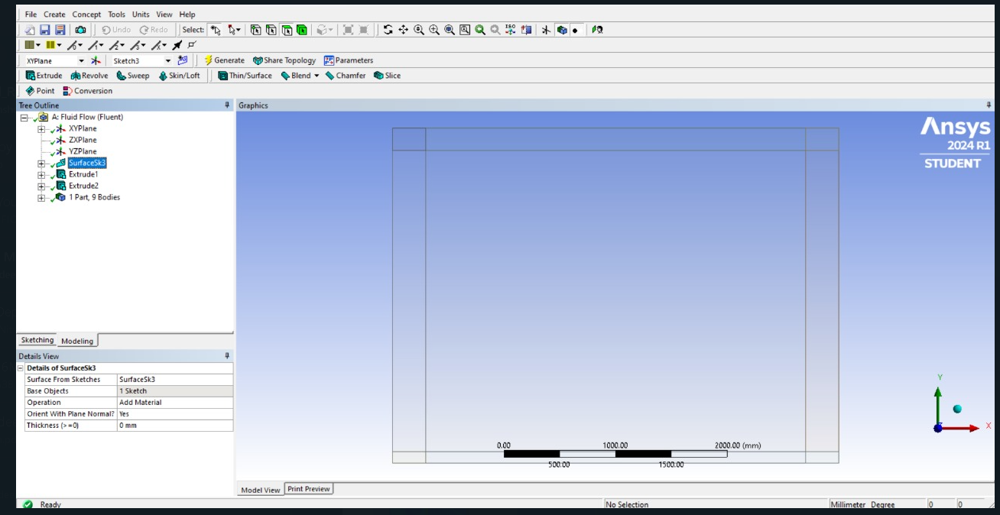 File Create Concept Tools Units View Help
Undo Redo Select:
XYPlane Sketch3 Generate Share Topology Parameters
Extrude Revolve Sweep Skin/Loft Thin/Surface Blend Chamfer Slice
Point Conversion
Tree Outline
A: Fluid Flow (Fluent)
XYPlane
ZXPlane
YZPlane
SurfaceSk3
Extrude1
Extrude2
1 Part, 9 Bodies
Sketching Modeling
Details View
Details of SurfaceSk3
Surface From Sketches SurfaceSk3
Base Objects 1 Sketch
Operation Add Material
Orient With Plane Normal? Yes
Thickness (>=0) 0 mm
Graphics
Ansys
2024 R1
STUDENT
Y
X
0.00 1000.00 2000.00 (mm)
500.00 1500.00
Model View Print Preview
Ready No Selection Millimeter Degree 0 0